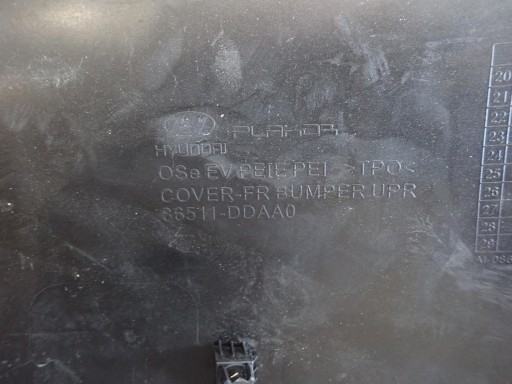 PLAKOR
HYUNDAI
OSe EV PE(E PE) >TPO<
COVER-FR BUMPER,UPR
86511-DDAA0
20
21
22
23
24
25
26
27
28
29